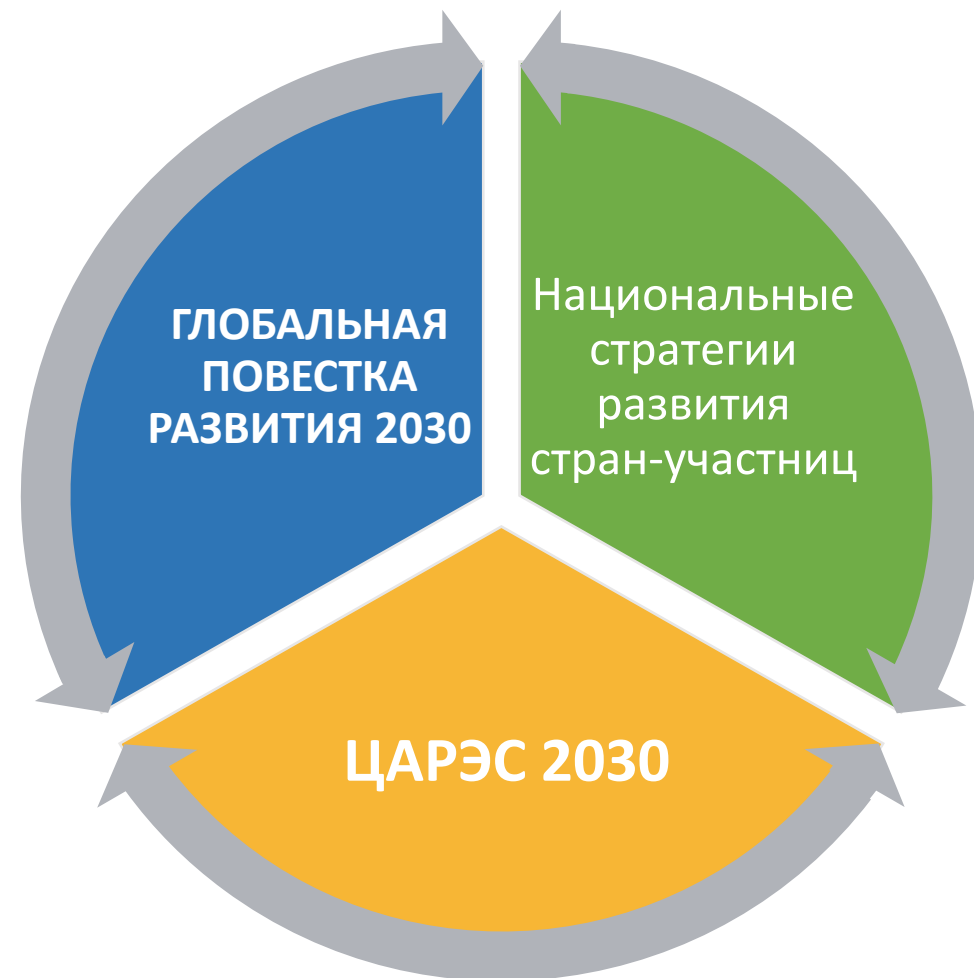 ГЛОБАЛЬНАЯ
ПОВЕСТКА
РАЗВИТИЯ 2030
Национальные
стратегии
развития
стран-участниц
ЦАРЭС 2030